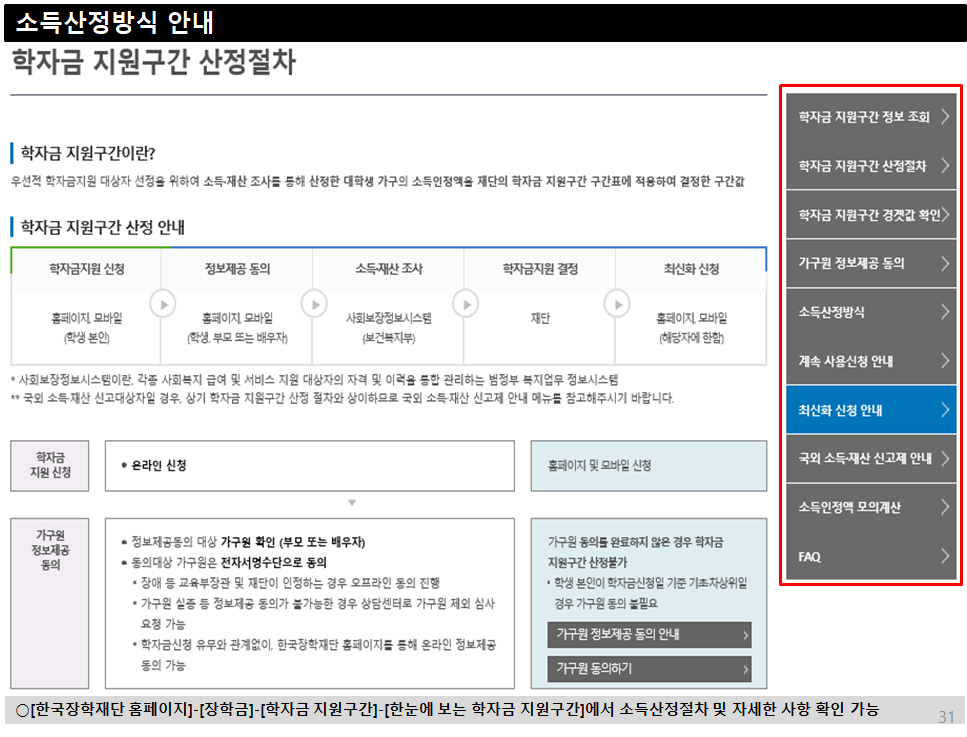 소득산정방식 안내
학자금 지원구간 산정절차
학자금 지원구간이란?
우선적 학자금지원 대상자 선정을 위하여 소득·재산 조사를 통해 산정한 대학생 가구의 소득인정액을 재단의 학자금 지원구간 구간표에 적용하여 결정한 구간값
학자금 지원구간 산정 안내
학자금지원 신청
홈페이지, 모바일
(학생 본인)
정보제공 동의
홈페이지, 모바일
(학생, 부모 또는 배우자)
소득·재산 조사
사회보장정보시스템
(보건복지부)
학자금지원 결정
재단
최신화 신청
홈페이지, 모바일
(해당자에 한함)
* 사회보장정보시스템이란, 각종 사회복지 급여 및 서비스 지원 대상자의 자격 및 이력을 통합 관리하는 범정부 복지업무 정보시스템
** 국외 소득·재산 신고대상자일 경우, 상기 학자금 지원구간 산정 절차와 상이하므로 국외 소득·재산 신고제 안내 메뉴를 참고해주시기 바랍니다.
학자금
지원 신청
• 온라인 신청
홈페이지 및 모바일 신청
가구원
정보제공
동의
• 정보제공동의 대상 가구원 확인 (부모 또는 배우자)
• 동의대상 가구원은 전자서명수단으로 동의
▪ 장애 등 교육부장관 및 재단이 인정하는 경우 오프라인 동의 진행
▪ 가구원 실종 등 정보제공 동의가 불가능한 경우 상담센터로 가구원 제외 심사
요청 가능
▪ 학자금신청 유무와 관계없이, 한국장학재단 홈페이지를 통해 온라인 정보제공
동의 가능
가구원 동의를 완료하지 않은 경우 학자금
지원구간 산정불가
▪ 학생 본인이 학자금신청일 기준 기초차상위일
경우 가구원 동의 불필요
가구원 정보제공 동의 안내
가구원 동의하기
학자금 지원구간 정보 조회
학자금 지원구간 산정절차
학자금 지원구간 경곗값 확인
가구원 정보제공 동의
소득산정방식
계속 사용신청 안내
최신화 신청 안내
국외 소득·재산 신고제 안내
소득인정액 모의계산
FAQ
○[한국장학재단 홈페이지]-[장학금]-[학자금 지원구간]-[한눈에 보는 학자금 지원구간]에서 소득산정절차 및 자세한 사항 확인 가능
31